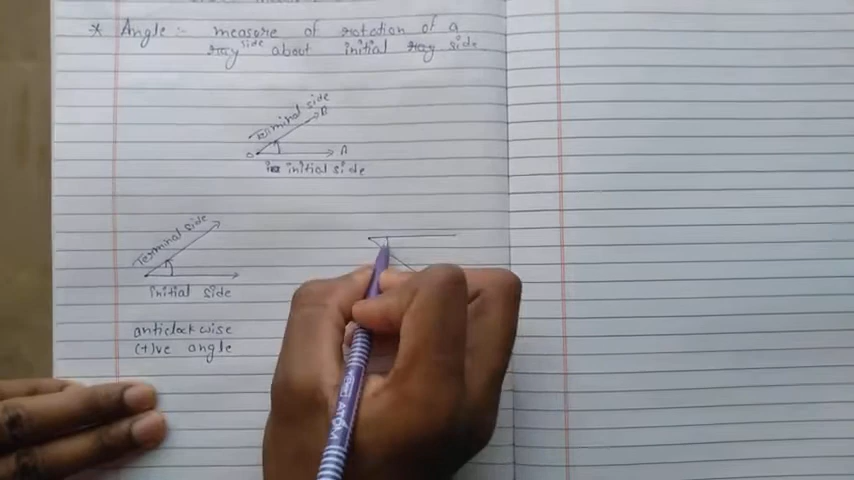 * Angle :- measure of rotation of a
ray side about initial ray side
Terminal side
B
O
A
initial side
Terminal side
initial side
anticlockwise
(+)ve angle
ATOM